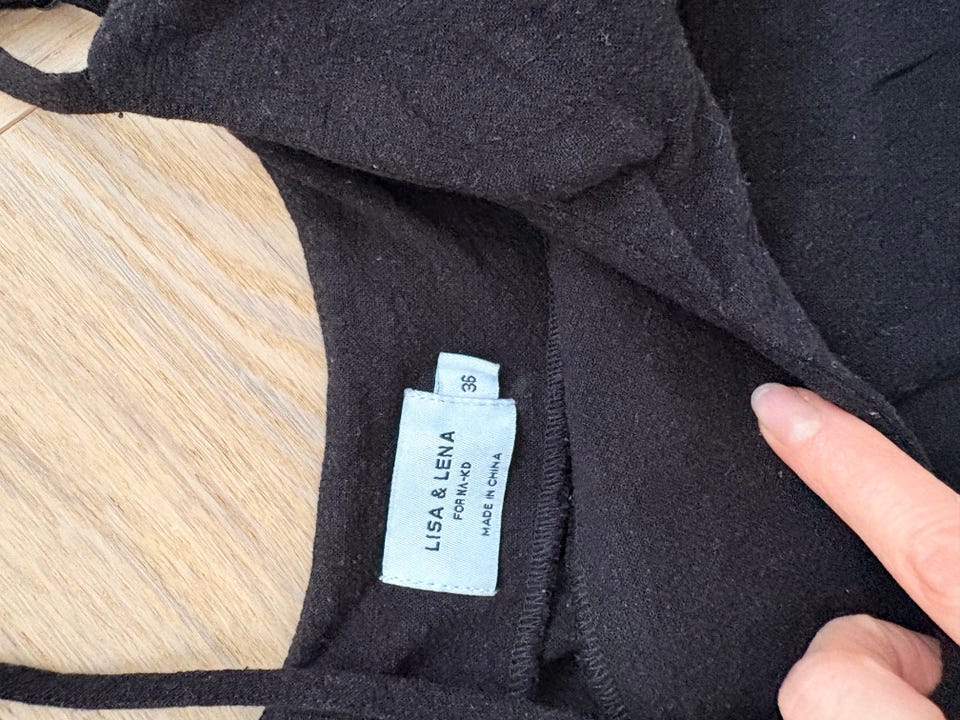 36
LISA & LENA
FOR NA-KD
MADE IN CHINA